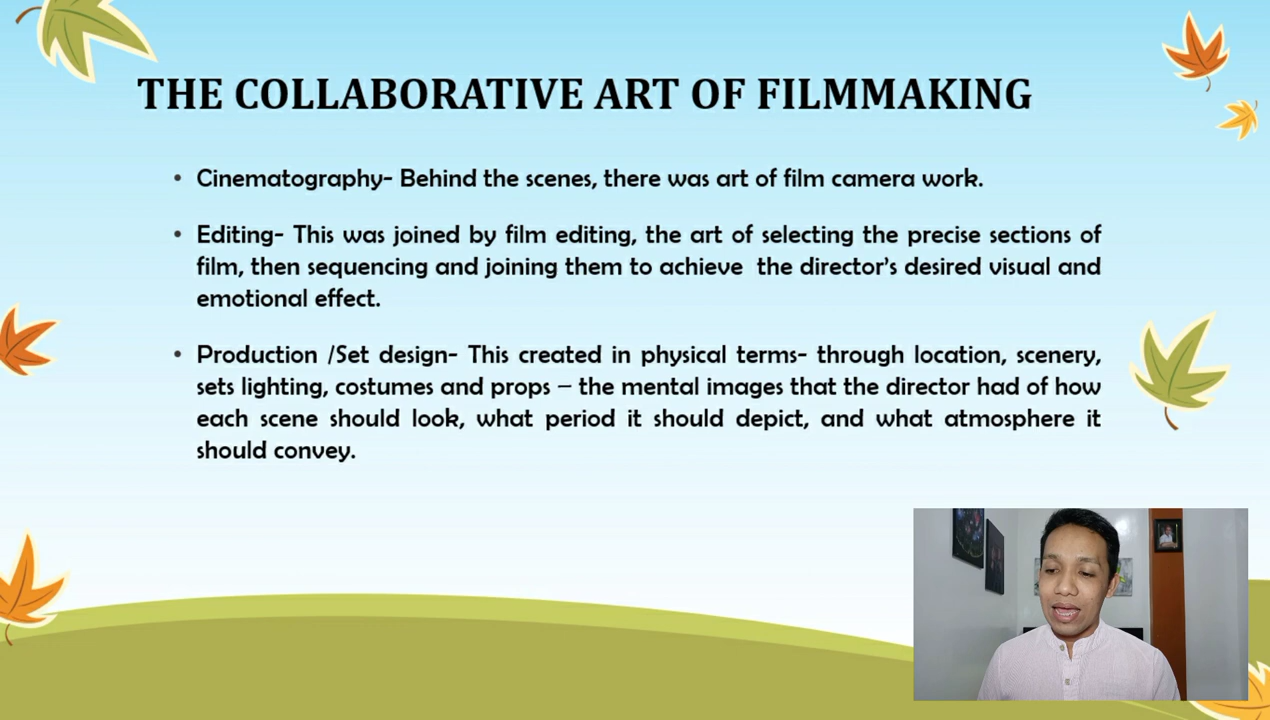 THE COLLABORATIVE ART OF FILMMAKING
• Cinematography- Behind the scenes, there was art of film camera work.
• Editing- This was joined by film editing, the art of selecting the precise sections of
film, then sequencing and joining them to achieve the director's desired visual and
emotional effect.
• Production /Set design- This created in physical terms- through location, scenery,
sets lighting, costumes and props – the mental images that the director had of how
each scene should look, what period it should depict, and what atmosphere it
should convey.